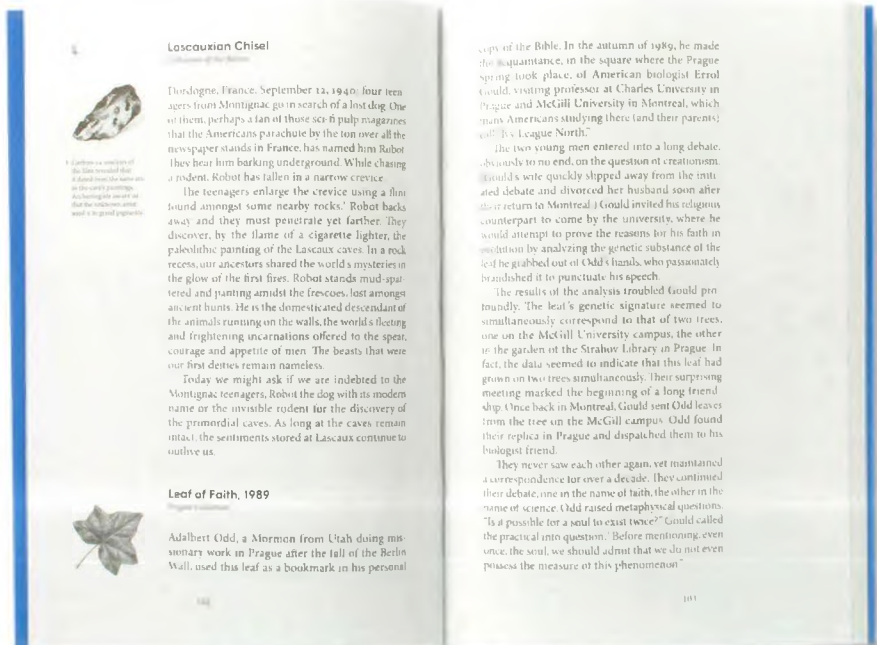 Lascauxian Chisel
Dordogne, France, September 12, 1940: four teen
agers from Montignac go in search of a lost dog. One
of them, perhaps a fan of those sci-fi pulp magazines
that the Americans parachute by the ton over all the
newspaper stands in France, has named him Robot.
They hear him barking underground. While chasing
a rodent, Robot has fallen in a narrow crevice.
The teenagers enlarge the crevice using a flint
found amongst some nearby rocks.¹ Robot backs
away and they must penetrate yet farther. They
discover, by the flame of a cigarette lighter, the
paleolithic painting of the Lascaux caves. In a rock
recess, our ancestors shared the world's mysteries in
the glow of the first fires. Robot stands mud-spat-
tered and panting amidst the frescoes, lost amongst
ancient hunts. He is the domesticated descendant of
the animals running on the walls, the world's fleeting
and frightening incarnations offered to the spear,
courage and appetite of men. The beasts that were
our first deities remain nameless.
Today we might ask if we are indebted to the
Montignac teenagers, Robot the dog with its modern
name or the invisible rodent for the discovery of
the primordial caves. As long at the caves remain
intact, the sentiments stored at Lascaux continue to
outlive us.
the flint revealed that
it dated from the same era
as the cave's paintings.
Archeologists assert
that the unknown artist
used it to grind pigments.
Leaf of Faith, 1989
Adalbert Odd, a Mormon from Utah doing mis-
sionary work in Prague after the fall of the Berlin
Wall, used this leaf as a bookmark in his personal
copy of the Bible. In the autumn of 1989, he made
the acquaintance, in the square where the Prague
Spring took place, of American biologist Errol
Gould, visiting professor at Charles University in
Prague and McGill University in Montreal, which
many Americans studying there (and their parents)
call "Ivy League North."
The two young men entered into a long debate,
obviously to no end, on the question of creationism.
Gould's wife quickly slipped away from the initi-
ated debate and divorced her husband soon after
their return to Montreal.) Gould invited his religious
counterpart to come by the university, where he
would attempt to prove the reasons for his faith in
evolution by analyzing the genetic substance of the
leaf he grabbed out of Odd's hands, who passionately
brandished it to punctuate his speech.
The results of the analysis troubled Gould pro
foundly. The leaf's genetic signature seemed to
simultaneously correspond to that of two trees,
one on the McGill University campus, the other
in the garden of the Strahov Library in Prague. In
fact, the data seemed to indicate that this leaf had
grown on two trees simultaneously. Their surprising
meeting marked the beginning of a long friend
ship. Once back in Montreal, Gould sent Odd leaves
from the tree on the McGill campus. Odd found
their replica in Prague and dispatched them to his
biologist friend.
They never saw each other again, yet maintained
a correspondence for over a decade. They continued
their debate, one in the name of faith, the other in the
name of science. Odd raised metaphysical questions.
"Is it possible for a soul to exist twice?" Gould called
the practical into question. "Before mentioning, even
once, the soul, we should admit that we do not even
possess the measure of this phenomenon"